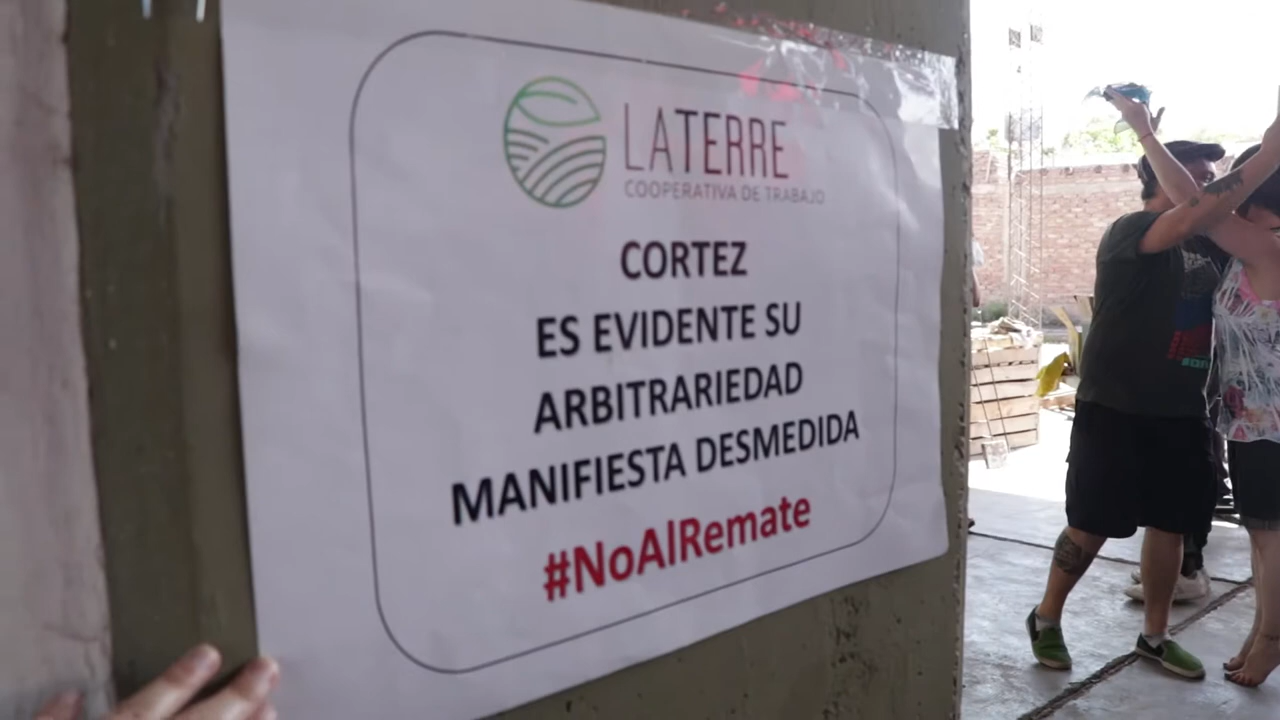 LATERRE
COOPERATIVA DE TRABAJO
CORTEZ
ES EVIDENTE SU
ARBITRARIEDAD
MANIFIESTA DESMEDIDA
#NoAlRemate